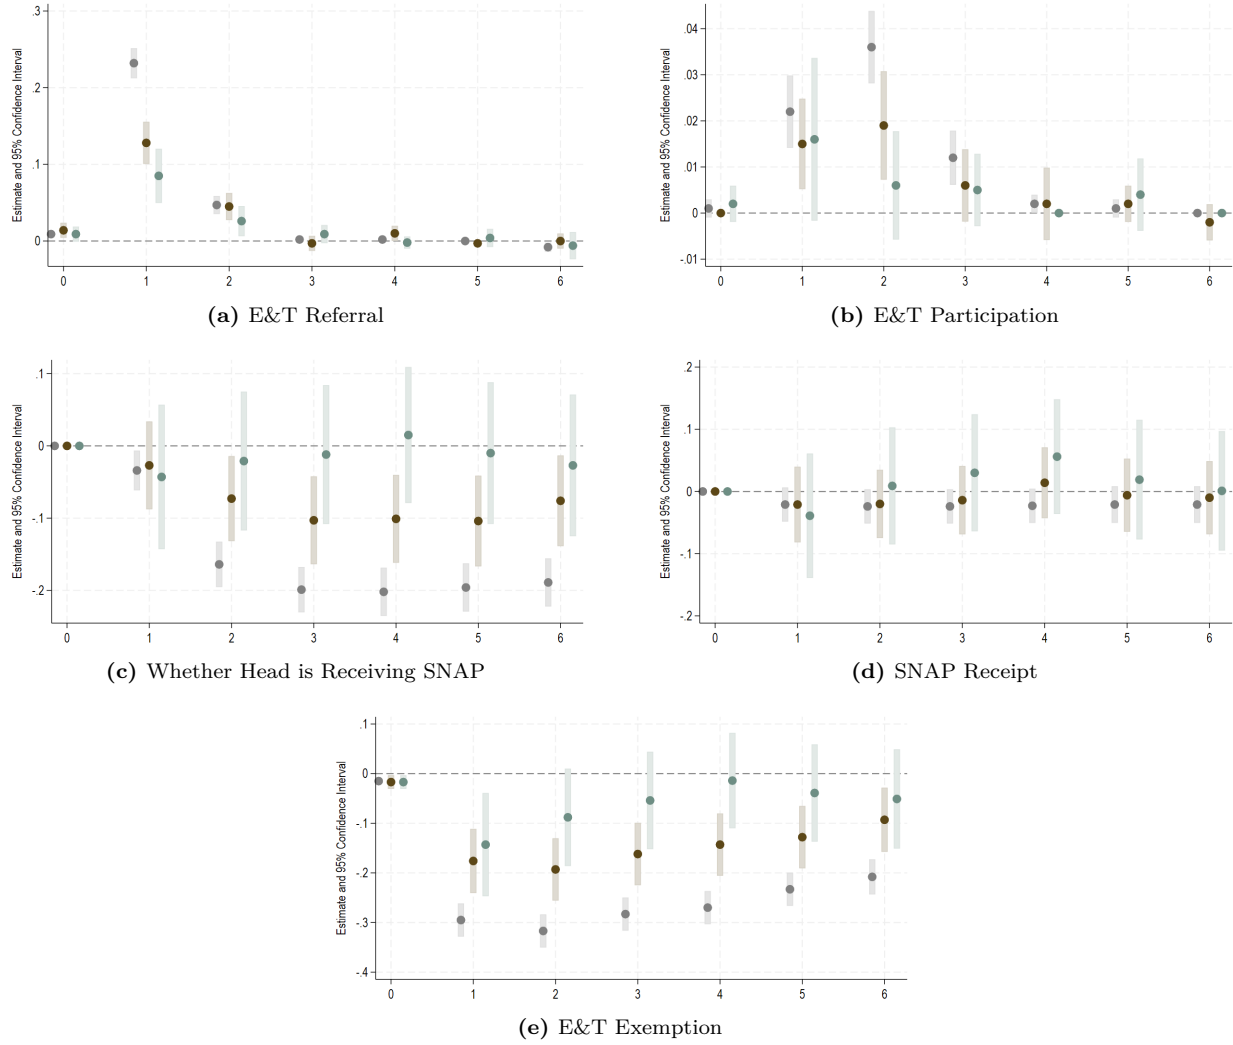 Estimate and 95% Confidence Interval
.3
.2
.1
0
0 1 2 3 4 5 6
(a) E&T Referral
Estimate and 95% Confidence Interval
.04
.03
.02
.01
0
-.01
0 1 2 3 4 5 6
(b) E&T Participation
Estimate and 95% Confidence Interval
.1
0
-.1
-.2
0 1 2 3 4 5 6
(c) Whether Head is Receiving SNAP
Estimate and 95% Confidence Interval
.2
.1
0
-.1
-.2
0 1 2 3 4 5 6
(d) SNAP Receipt
Estimate and 95% Confidence Interval
.1
0
-.1
-.2
-.3
-.4
0 1 2 3 4 5 6
(e) E&T Exemption